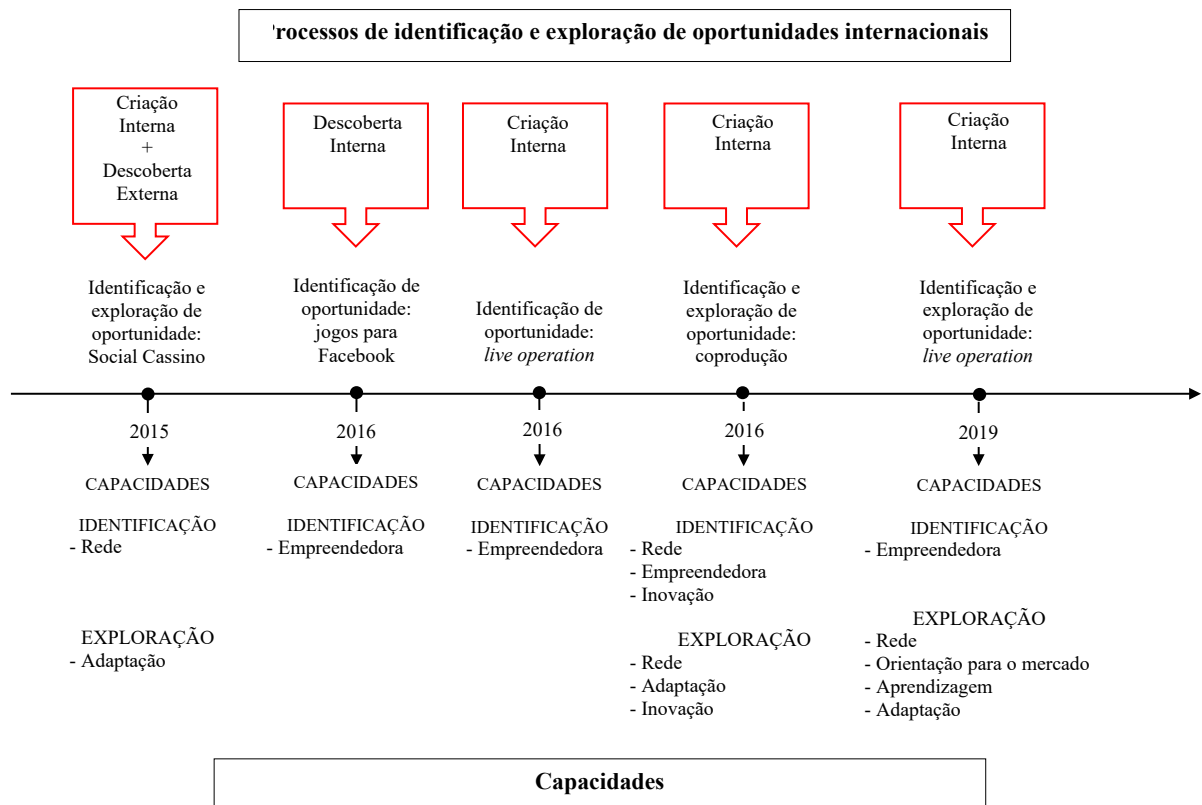 rocessos de identificação e exploração de oportunidades internacionais
Criação
Interna
+
Descoberta
Externa
Descoberta
Interna
Criação
Interna
Criação
Interna
Criação
Interna
Identificação e
exploração de
oportunidade:
Social Cassino
Identificação de
oportunidade:
jogos para
Facebook
Identificação de
oportunidade:
live operation
Identificação e
exploração de
oportunidade:
coprodução
Identificação e
exploração de
oportunidade:
live operation
2015
2016
2016
2016
2019
CAPACIDADES
IDENTIFICAÇÃO
- Rede
EXPLORAÇÃO
- Adaptação
CAPACIDADES
IDENTIFICAÇÃO
- Empreendedora
CAPACIDADES
IDENTIFICAÇÃO
- Empreendedora
CAPACIDADES
IDENTIFICAÇÃO
- Rede
- Empreendedora
- Inovação
EXPLORAÇÃO
- Rede
- Adaptação
- Inovação
CAPACIDADES
IDENTIFICAÇÃO
- Empreendedora
EXPLORAÇÃO
- Rede
- Orientação para o mercado
- Aprendizagem
- Adaptação
Capacidades